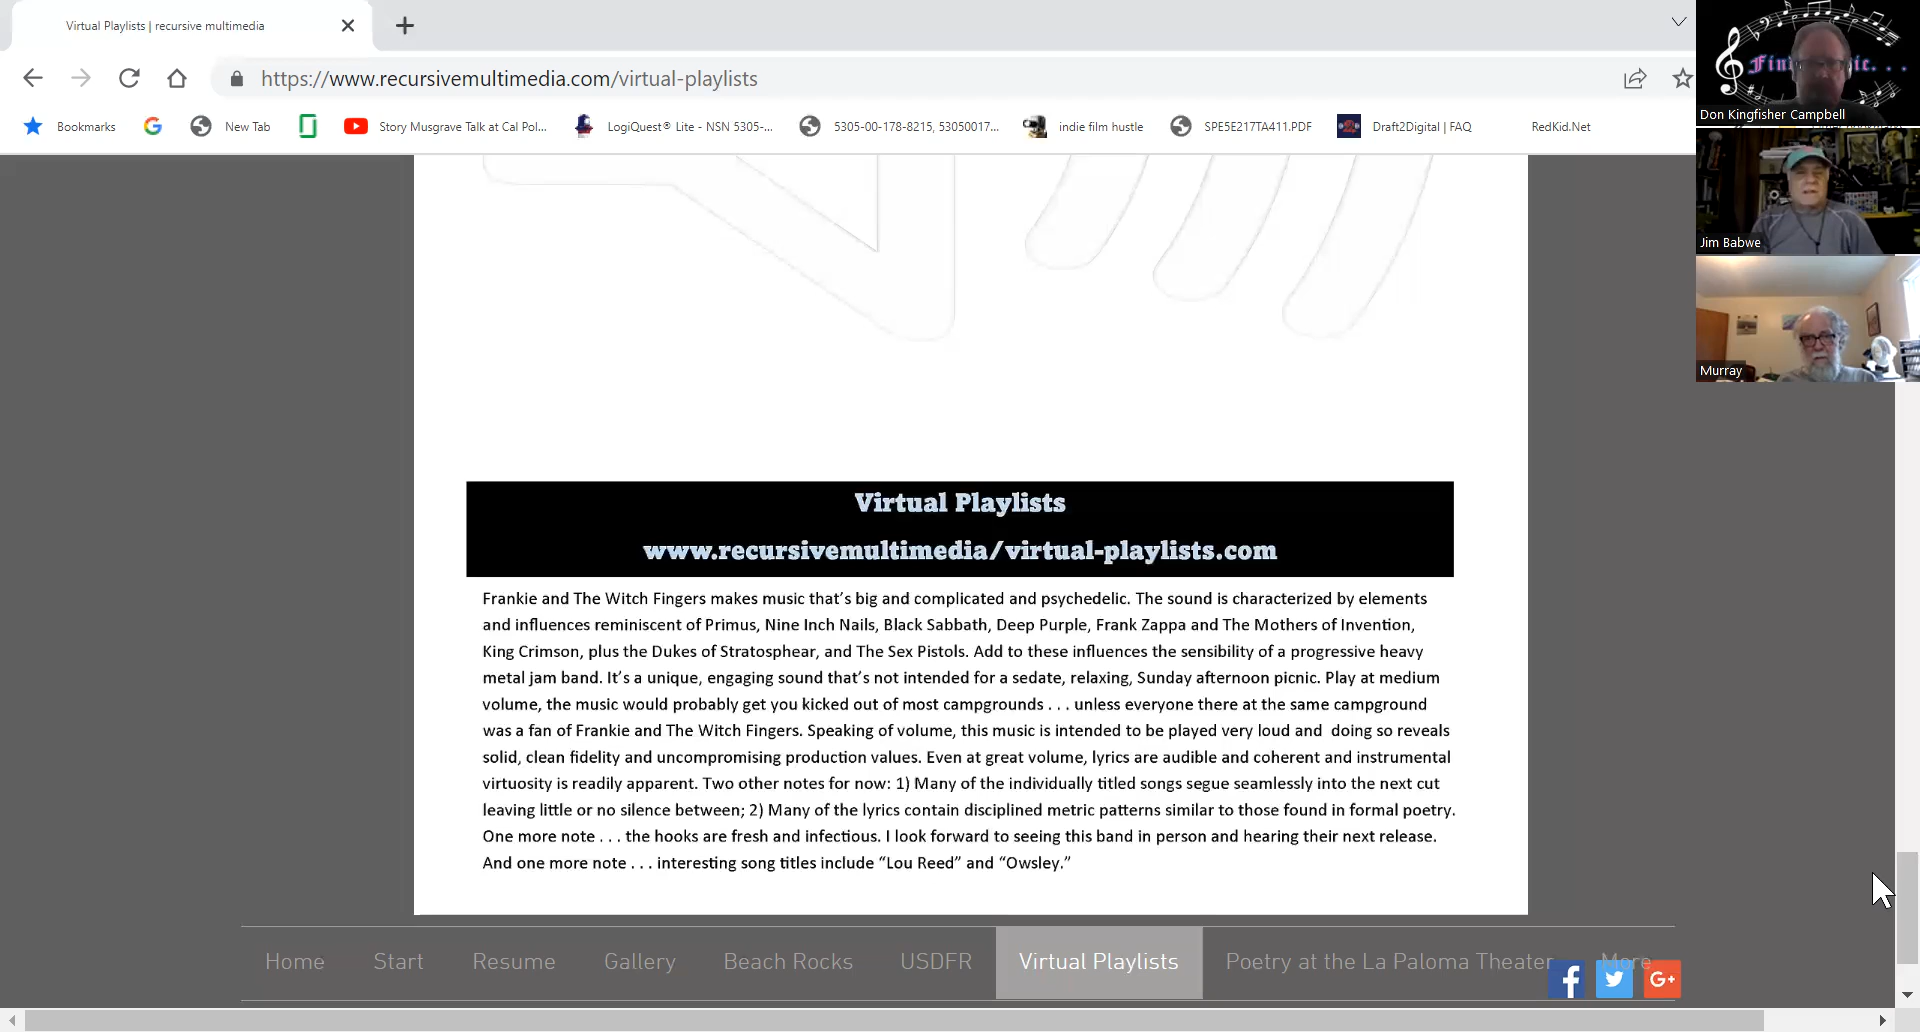 Virtual Playlists | recursive multimedia
https://www.recursivemultimedia.com/virtual-playlists
Bookmarks
New Tab
Story Musgrave Talk at Cal Pol...
LogiQuest® Lite - NSN 5305-...
5305-00-178-8215, 53050017...
indie film hustle
SPE5E217TA411.PDF
Draft2Digital | FAQ
RedKid.Net
Don Kingfisher Campbell
Jim Babwe
Murray
Virtual Playlists
www.recursivemultimedia/virtual-playlists.com
Frankie and The Witch Fingers makes music that’s big and complicated and psychedelic. The sound is characterized by elements
and influences reminiscent of Primus, Nine Inch Nails, Black Sabbath, Deep Purple, Frank Zappa and The Mothers of Invention,
King Crimson, plus the Dukes of Stratosphear, and The Sex Pistols. Add to these influences the sensibility of a progressive heavy
metal jam band. It’s a unique, engaging sound that’s not intended for a sedate, relaxing, Sunday afternoon picnic. Play at medium
volume, the music would probably get you kicked out of most campgrounds . . . unless everyone there at the same campground
was a fan of Frankie and The Witch Fingers. Speaking of volume, this music is intended to be played very loud and doing so reveals
solid, clean fidelity and uncompromising production values. Even at great volume, lyrics are audible and coherent and instrumental
virtuosity is readily apparent. Two other notes for now: 1) Many of the individually titled songs segue seamlessly into the next cut
leaving little or no silence between; 2) Many of the lyrics contain disciplined metric patterns similar to those found in formal poetry.
One more note . . . the hooks are fresh and infectious. I look forward to seeing this band in person and hearing their next release.
And one more note . . . interesting song titles include “Lou Reed” and “Owsley.”
Home
Start
Resume
Gallery
Beach Rocks
USDFR
Virtual Playlists
Poetry at the La Paloma Theater
More
G+